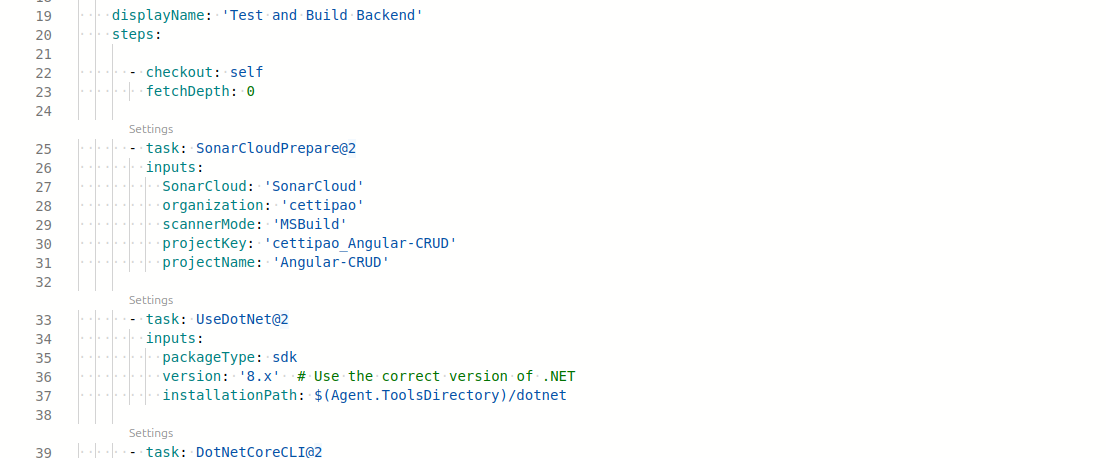 19 displayName: 'Test and Build Backend'
20 steps:
21
22 - checkout: self
23 fetchDepth: 0
24
Settings
25 - task: SonarCloudPrepare@2
26 inputs:
27 SonarCloud: 'SonarCloud'
28 organization: 'cettipao'
29 scannerMode: 'MSBuild'
30 projectKey: 'cettipao_Angular-CRUD'
31 projectName: 'Angular-CRUD'
32
Settings
33 - task: UseDotNet@2
34 inputs:
35 packageType: sdk
36 version: '8.x'  # Use the correct version of .NET
37 installationPath: $(Agent.ToolsDirectory)/dotnet
38
Settings
39 - task: DotNetCoreCLI@2